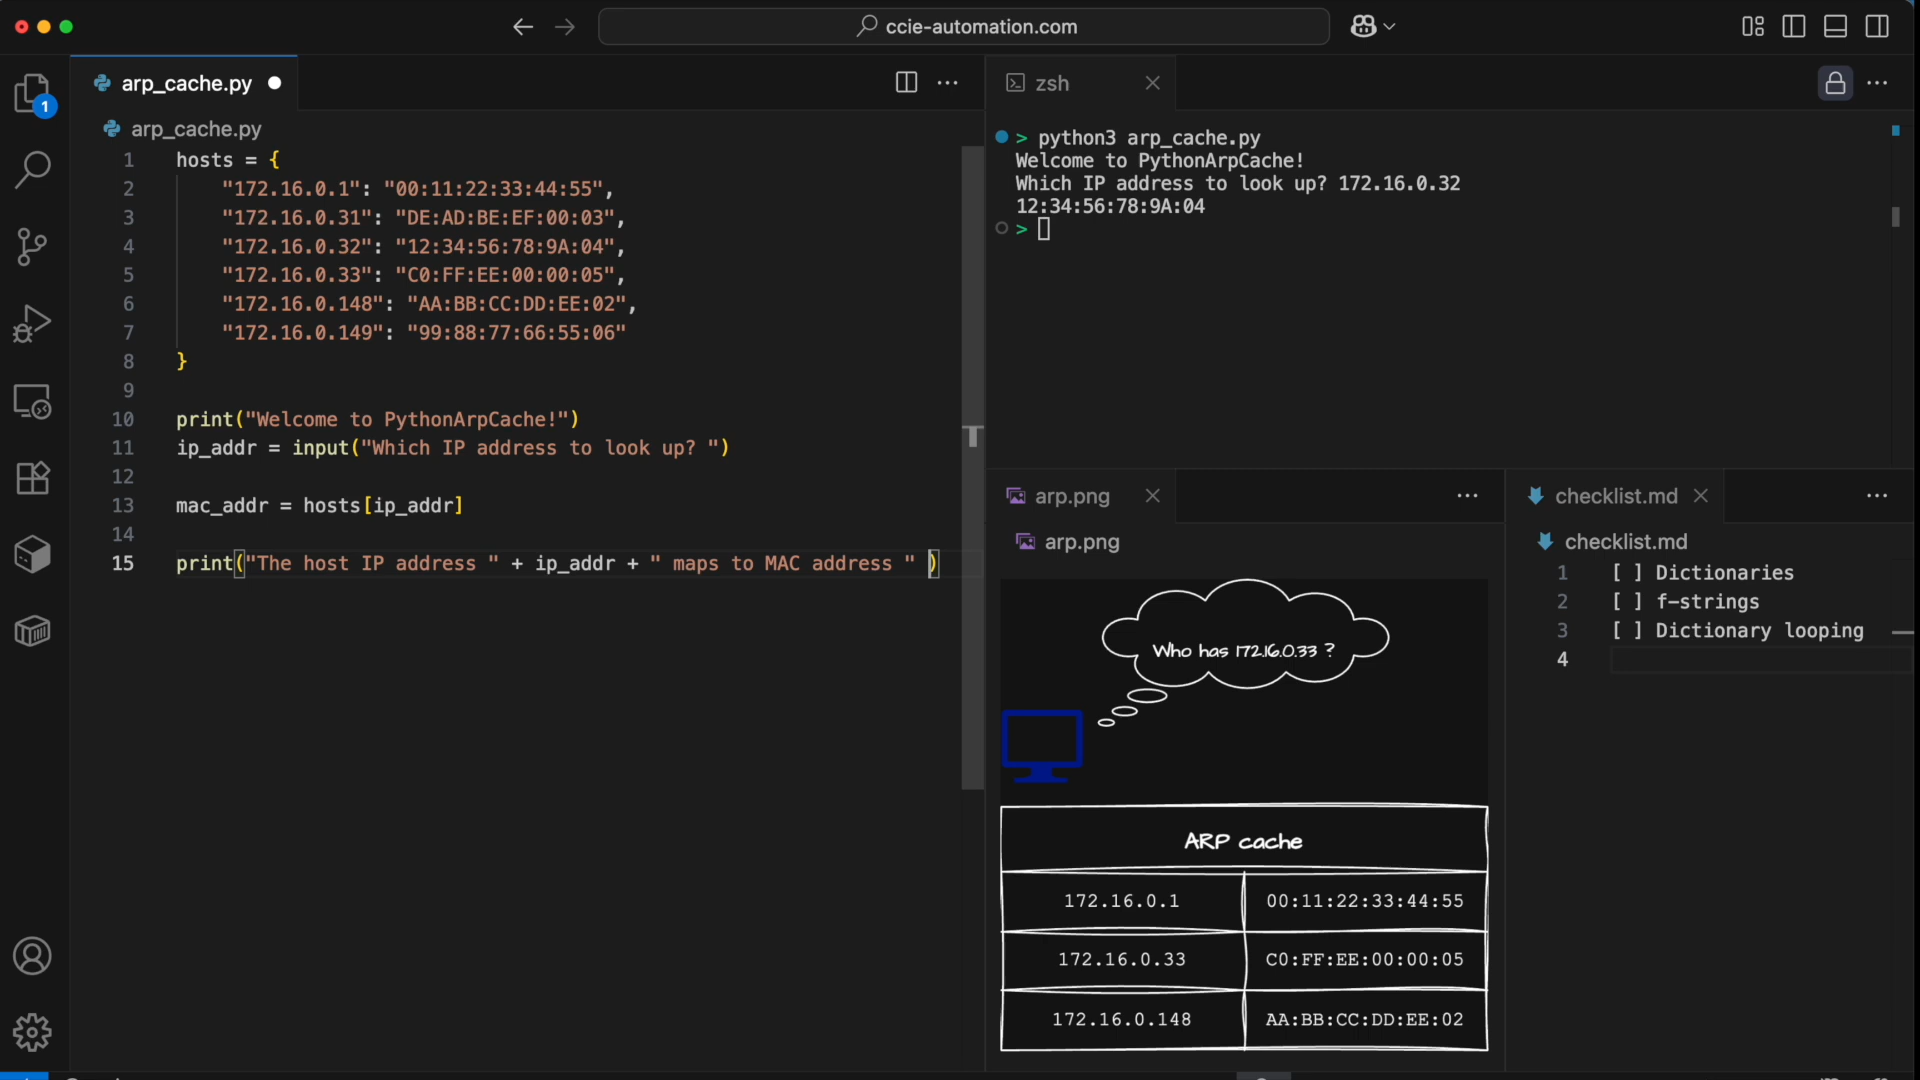 ccie-automation.com
1
arp_cache.py
arp_cache.py
1 hosts = {
2 "172.16.0.1": "00:11:22:33:44:55",
3 "172.16.0.31": "DE:AD:BE:EF:00:03",
4 "172.16.0.32": "12:34:56:78:9A:04",
5 "172.16.0.33": "C0:FF:EE:00:00:05",
6 "172.16.0.148": "AA:BB:CC:DD:EE:02",
7 "172.16.0.149": "99:88:77:66:55:06"
8 }
9
10 print("Welcome to PythonArpCache!")
11 ip_addr = input("Which IP address to look up? ")
12
13 mac_addr = hosts[ip_addr]
14
15 print("The host IP address " + ip_addr + " maps to MAC address " )
zsh
> python3 arp_cache.py
Welcome to PythonArpCache!
Which IP address to look up? 172.16.0.32
12:34:56:78:9A:04
>
arp.png
arp.png
Who has 172.16.0.33 ?
ARP cache
172.16.0.1 00:11:22:33:44:55
172.16.0.33 C0:FF:EE:00:00:05
172.16.0.148 AA:BB:CC:DD:EE:02
checklist.md
checklist.md
1 [ ] Dictionaries
2 [ ] f-strings
3 [ ] Dictionary looping
4